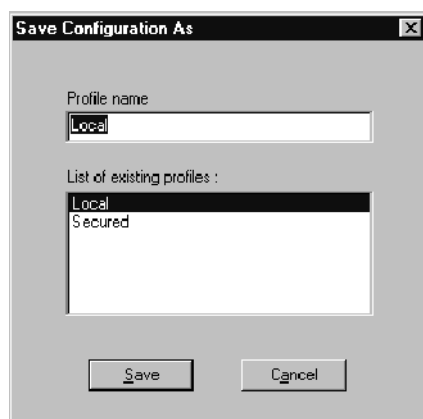 Save Configuration As
Profile name
Local
List of existing profiles :
Local
Secured
Save
Cancel